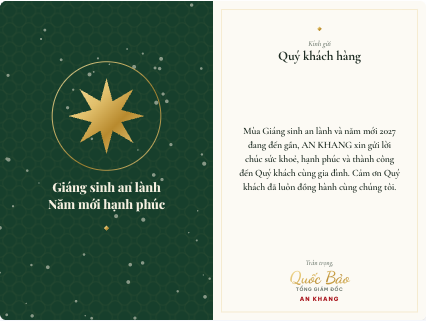 Giáng sinh an lành
Năm mới hạnh phúc
Kính gửi
Quý khách hàng
Mùa Giáng sinh an lành và năm mới 2027
đang đến gần, AN KHANG xin gửi lời
chúc sức khoẻ, hạnh phúc và thành công
đến Quý khách cùng gia đình. Cảm ơn Quý
khách đã luôn đồng hành cùng chúng tôi.
Trân trọng,
Quốc Bảo
TỔNG GIÁM ĐỐC
AN KHANG